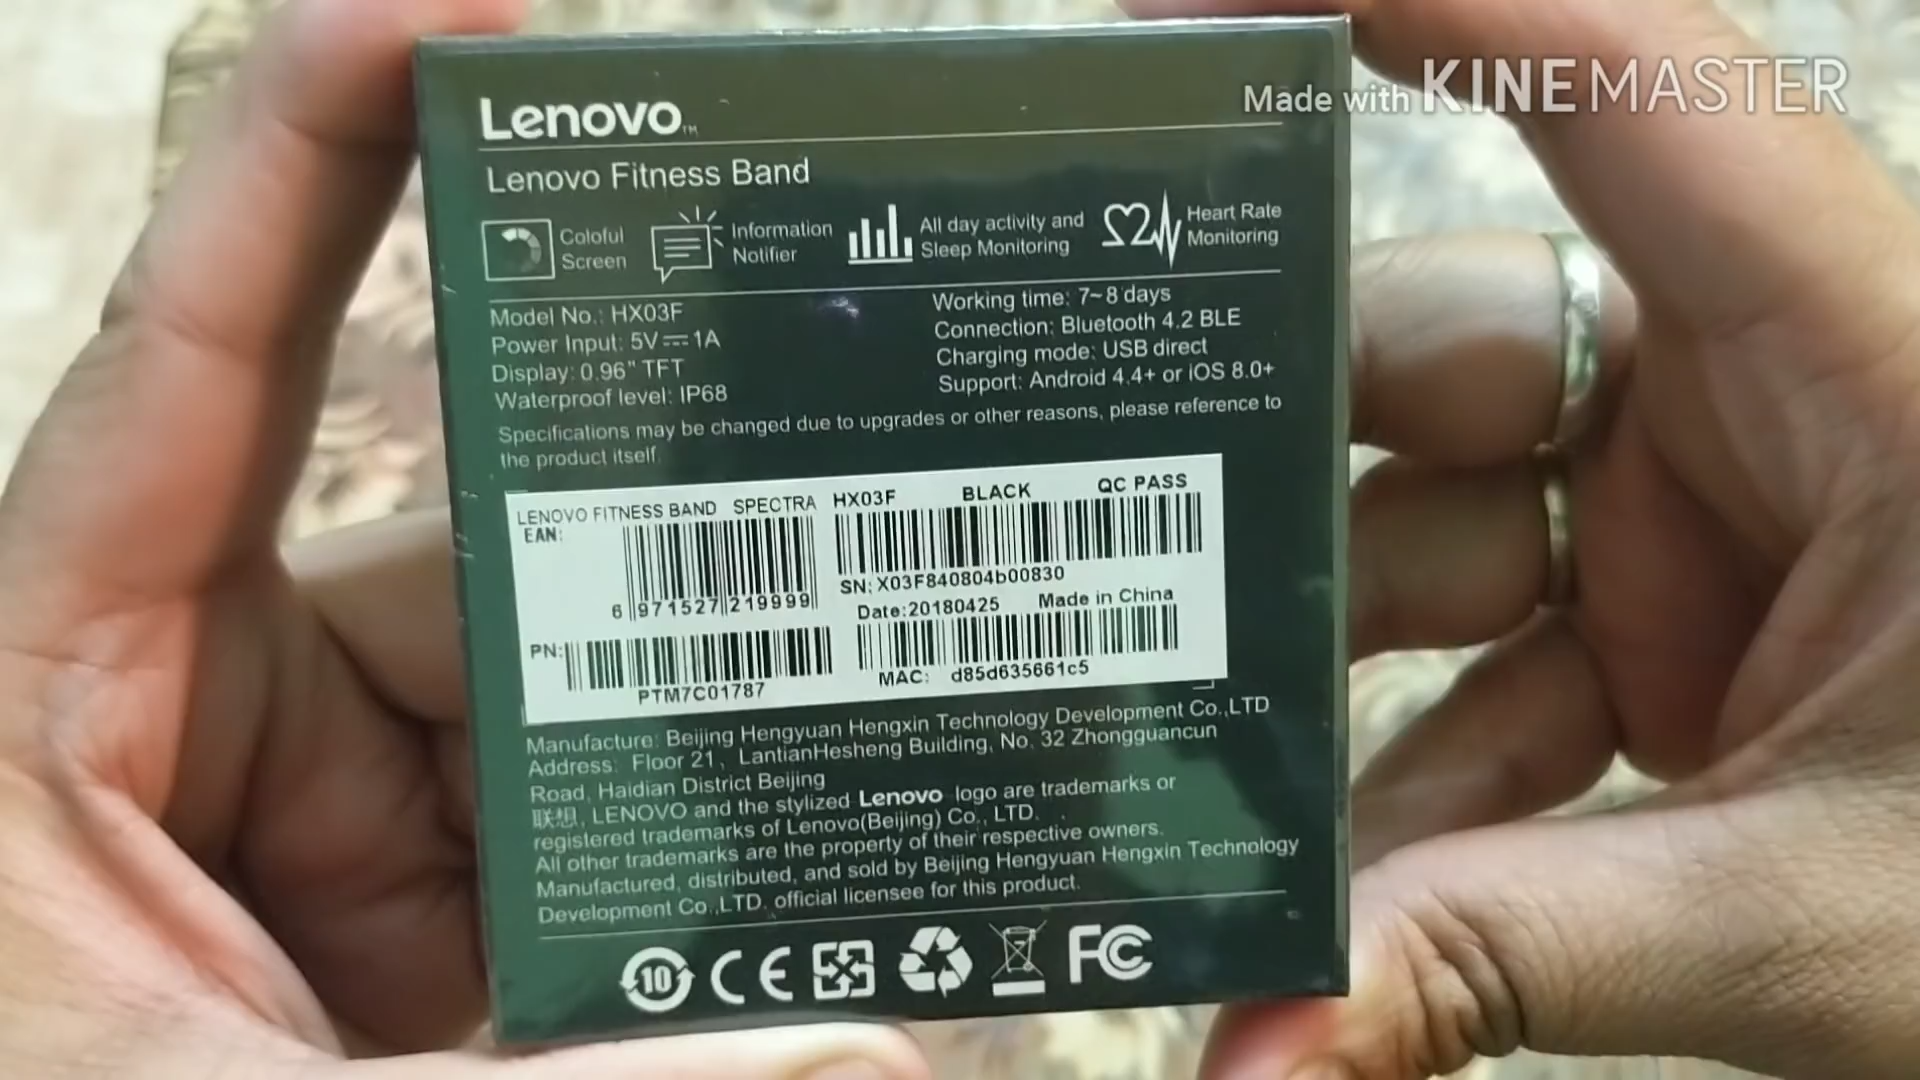 Made with KINEMASTER
Lenovo™
Lenovo Fitness Band
Coloful
Screen
Information
Notifier
All day activity and
Sleep Monitoring
Heart Rate
Monitoring
Model No.: HX03F
Power Input: 5V⎓1A
Display: 0.96" TFT
Waterproof level: IP68
Working time: 7~8 days
Connection: Bluetooth 4.2 BLE
Charging mode: USB direct
Support: Android 4.4+ or iOS 8.0+
Specifications may be changed due to upgrades or other reasons, please reference to
the product itself.
LENOVO FITNESS BAND SPECTRA HX03F BLACK QC PASS
EAN:
6 971527 219999
SN: X03F840804b00830
Date:20180425 Made in China
PN:
PTM7C01787
MAC: d85d635661c5
Manufacture: Beijing Hengyuan Hengxin Technology Development Co.,LTD
Address: Floor 21, LantianHesheng Building, No. 32 Zhongguancun
Road, Haidian District Beijing
联想, LENOVO and the stylized Lenovo logo are trademarks or
registered trademarks of Lenovo(Beijing) Co., LTD.
All other trademarks are the property of their respective owners.
Manufactured, distributed, and sold by Beijing Hengyuan Hengxin Technology
Development Co.,LTD. official licensee for this product.
10 CE FC